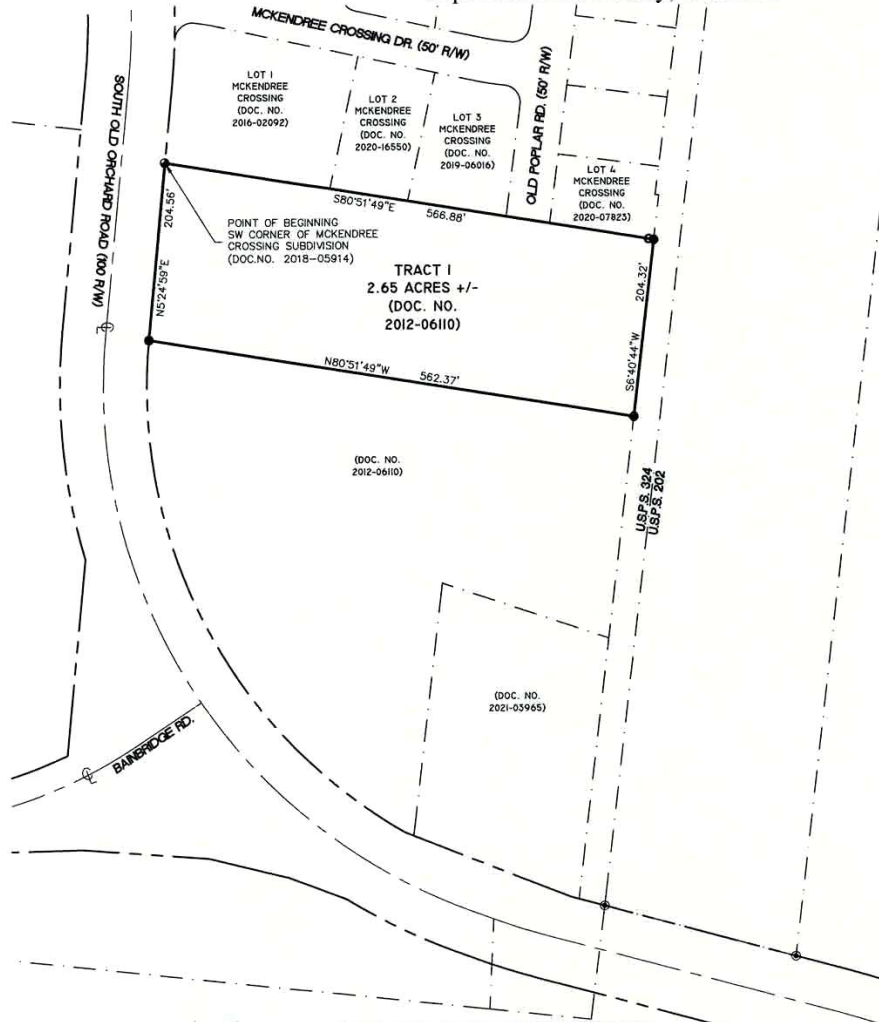 MCKENDREE CROSSING DR. (50' R/W)
SOUTH OLD ORCHARD ROAD (100 R/W)
LOT 1
MCKENDREE
CROSSING
(DOC. NO.
2016-02092)
LOT 2
MCKENDREE
CROSSING
(DOC. NO.
2020-16550)
LOT 3
MCKENDREE
CROSSING
(DOC. NO.
2019-06016)
OLD POPLAR RD. (50' R/W)
LOT 4
MCKENDREE
CROSSING
(DOC. NO.
2020-07823)
S80°51'49"E 566.88'
204.56'
N5°24'59"E
POINT OF BEGINNING
SW CORNER OF MCKENDREE
CROSSING SUBDIVISION
(DOC.NO. 2018-05914)
TRACT 1
2.65 ACRES +/-
(DOC. NO.
2012-06110)
204.32'
S6°40'44"W
N80°51'49"W 562.37'
(DOC. NO.
2012-06110)
U.S.P.S. 324
U.S.P.S. 202
(DOC. NO.
2021-03965)
BAINBRIDGE RD.